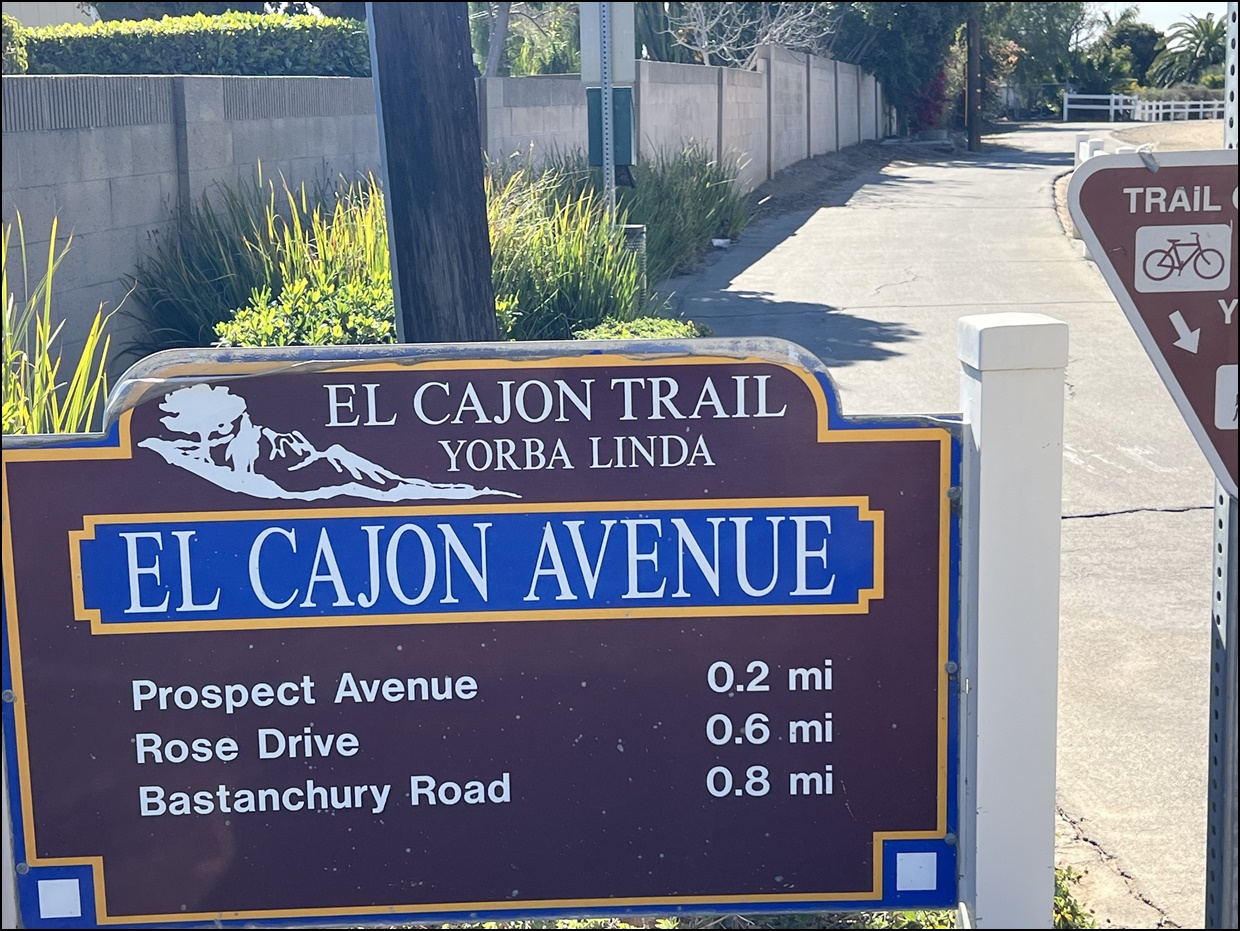 EL CAJON TRAIL
YORBA LINDA
EL CAJON AVENUE
Prospect Avenue 0.2 mi
Rose Drive 0.6 mi
Bastanchury Road 0.8 mi
TRAIL